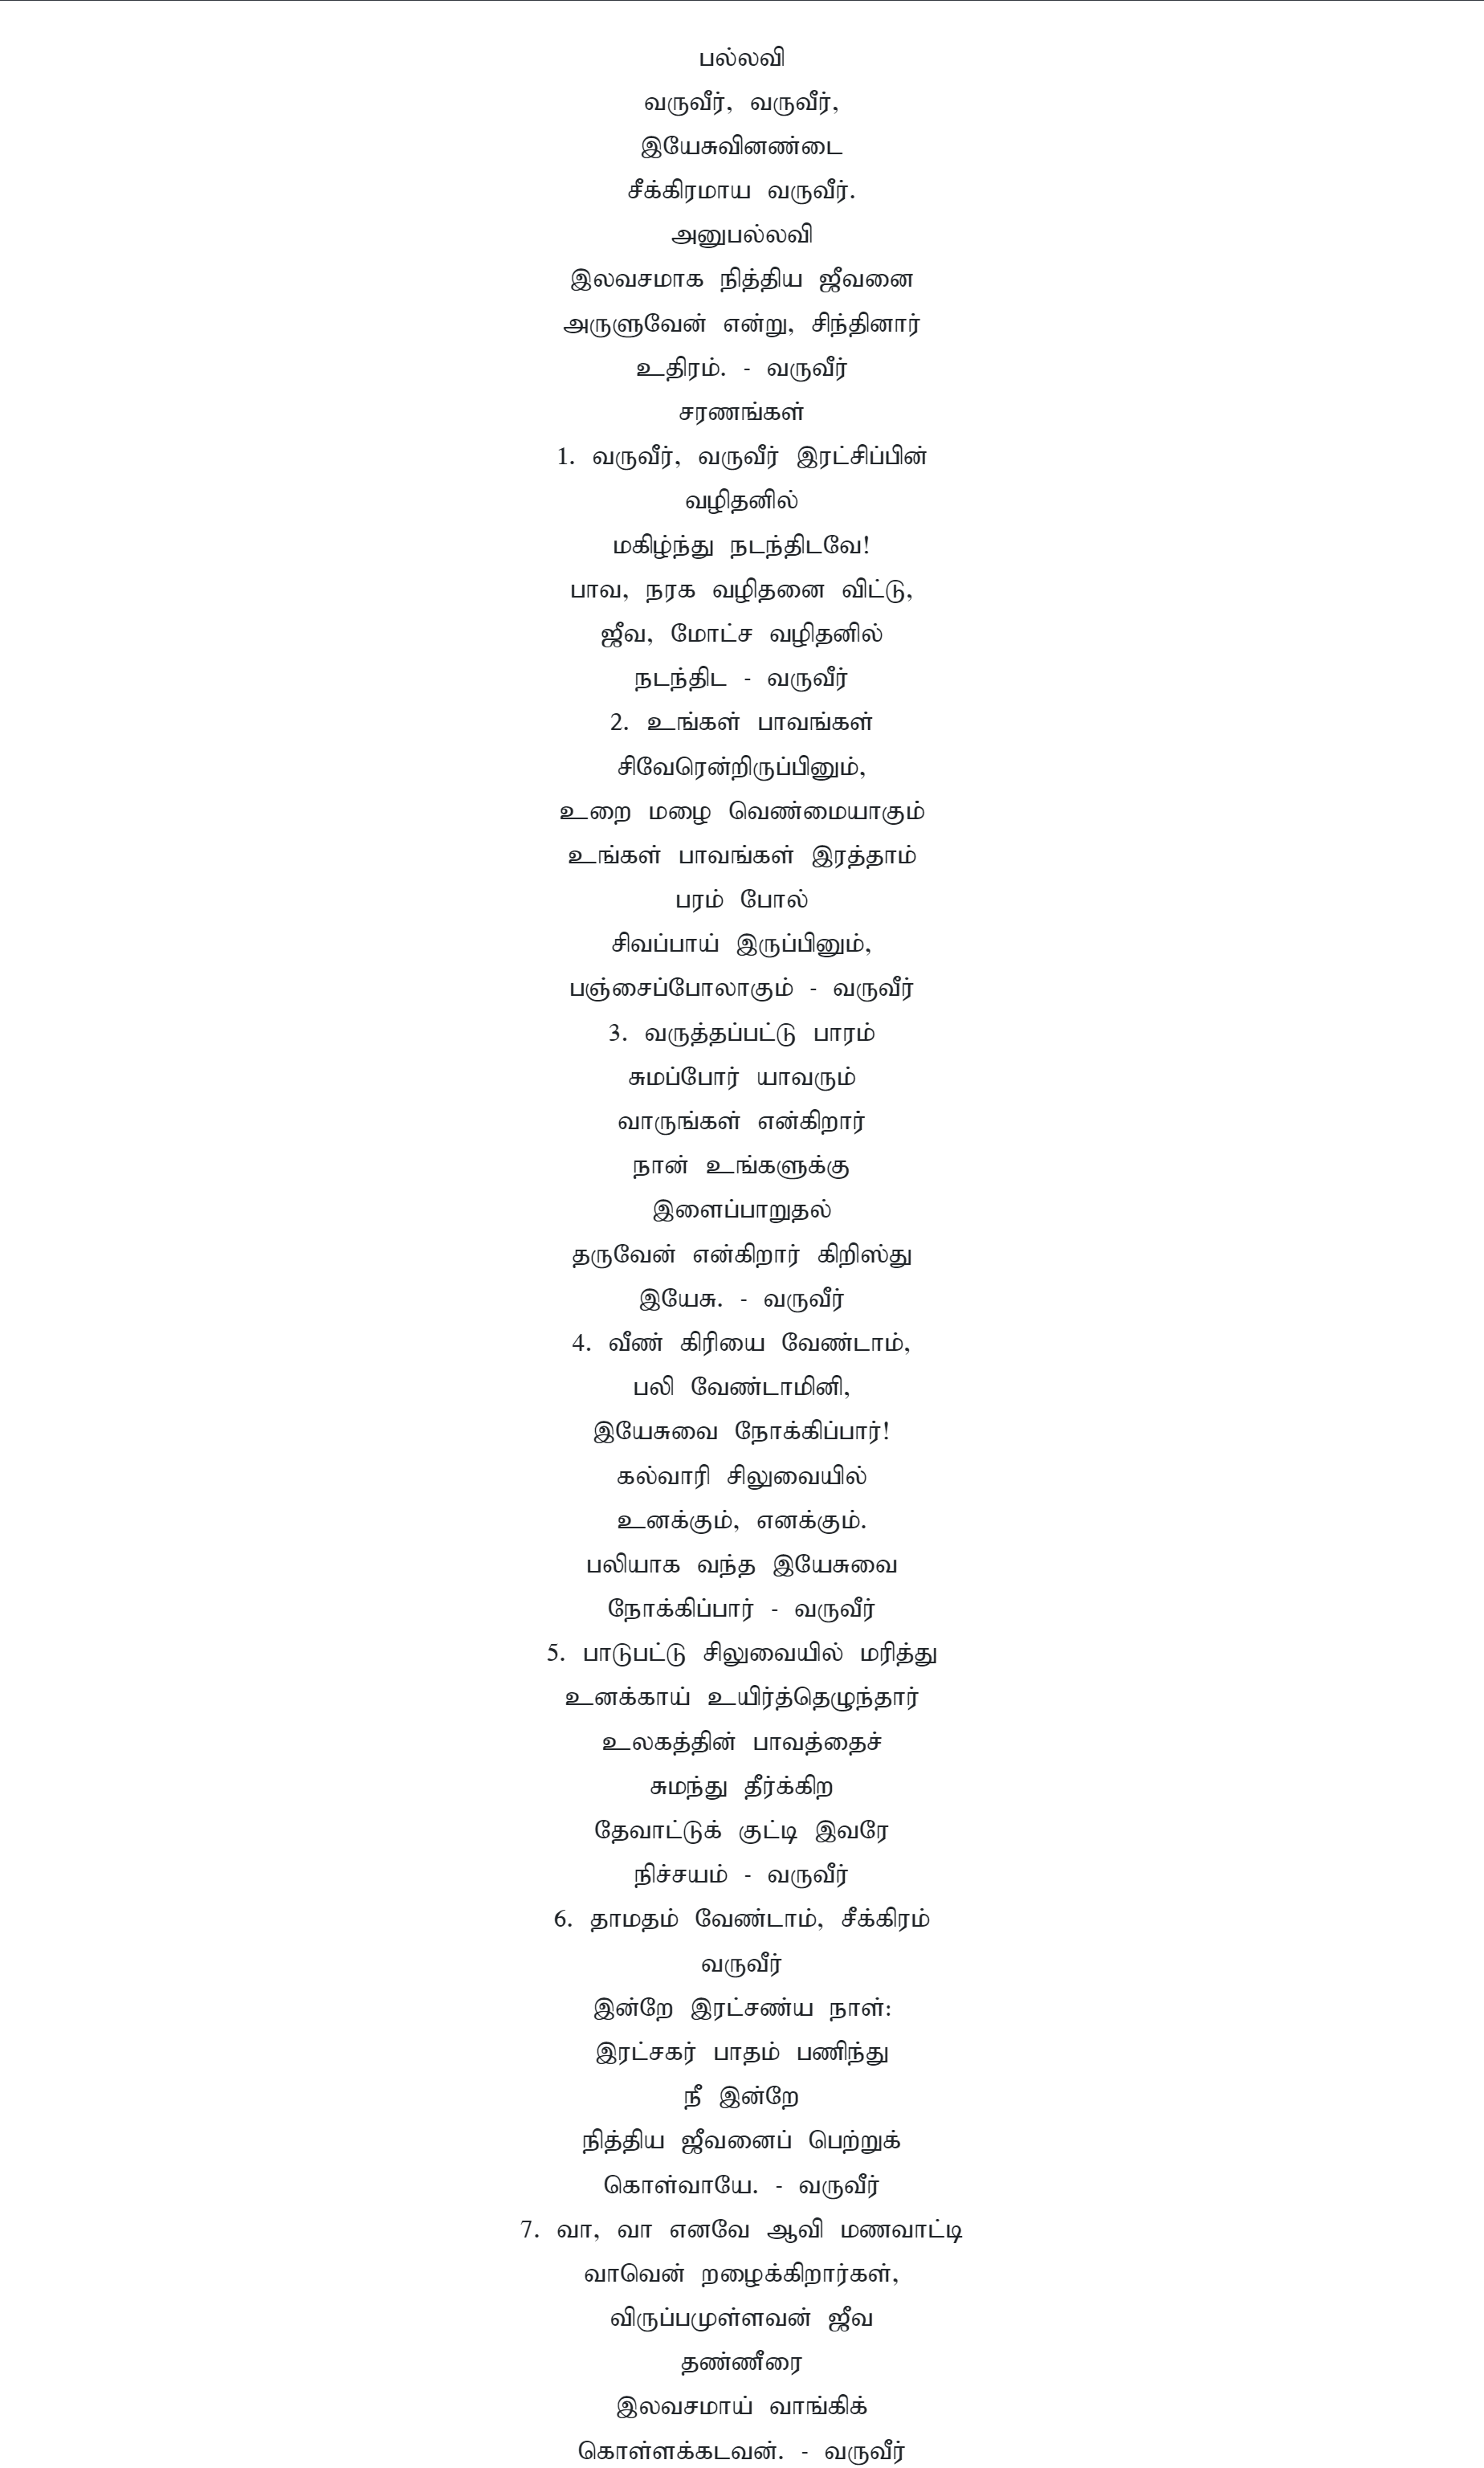 பல்லவி
வருவீர், வருவீர்,
இயேசுவினண்டை
சீக்கிரமாய வருவீர்.
அனுபல்லவி
இலவசமாக நித்திய ஜீவனை
அருளுவேன் என்று, சிந்தினார்
உதிரம். - வருவீர்
சரணங்கள்
1. வருவீர், வருவீர் இரட்சிப்பின்
வழிதனில்
மகிழ்ந்து நடந்திடவே!
பாவ, நரக வழிதனை விட்டு,
ஜீவ, மோட்ச வழிதனில்
நடந்திட - வருவீர்
2. உங்கள் பாவங்கள்
சிவேரென்றிருப்பினும்,
உறை மழை வெண்மையாகும்
உங்கள் பாவங்கள் இரத்தாம்
பரம் போல்
சிவப்பாய் இருப்பினும்,
பஞ்சைப்போலாகும் - வருவீர்
3. வருத்தப்பட்டு பாரம்
சுமப்போர் யாவரும்
வாருங்கள் என்கிறார்
நான் உங்களுக்கு
இளைப்பாறுதல்
தருவேன் என்கிறார் கிறிஸ்து
இயேசு. - வருவீர்
4. வீண் கிரியை வேண்டாம்,
பலி வேண்டாமினி,
இயேசுவை நோக்கிப்பார்!
கல்வாரி சிலுவையில்
உனக்கும், எனக்கும்.
பலியாக வந்த இயேசுவை
நோக்கிப்பார் - வருவீர்
5. பாடுபட்டு சிலுவையில் மரித்து
உனக்காய் உயிர்த்தெழுந்தார்
உலகத்தின் பாவத்தைச்
சுமந்து தீர்க்கிற
தேவாட்டுக் குட்டி இவரே
நிச்சயம் - வருவீர்
6. தாமதம் வேண்டாம், சீக்கிரம்
வருவீர்
இன்றே இரட்சண்ய நாள்:
இரட்சகர் பாதம் பணிந்து
நீ இன்றே
நித்திய ஜீவனைப் பெற்றுக்
கொள்வாயே. - வருவீர்
7. வா, வா எனவே ஆவி மணவாட்டி
வாவென் றழைக்கிறார்கள்,
விருப்பமுள்ளவன் ஜீவ
தண்ணீரை
இலவசமாய் வாங்கிக்
கொள்ளக்கடவன். - வருவீர்